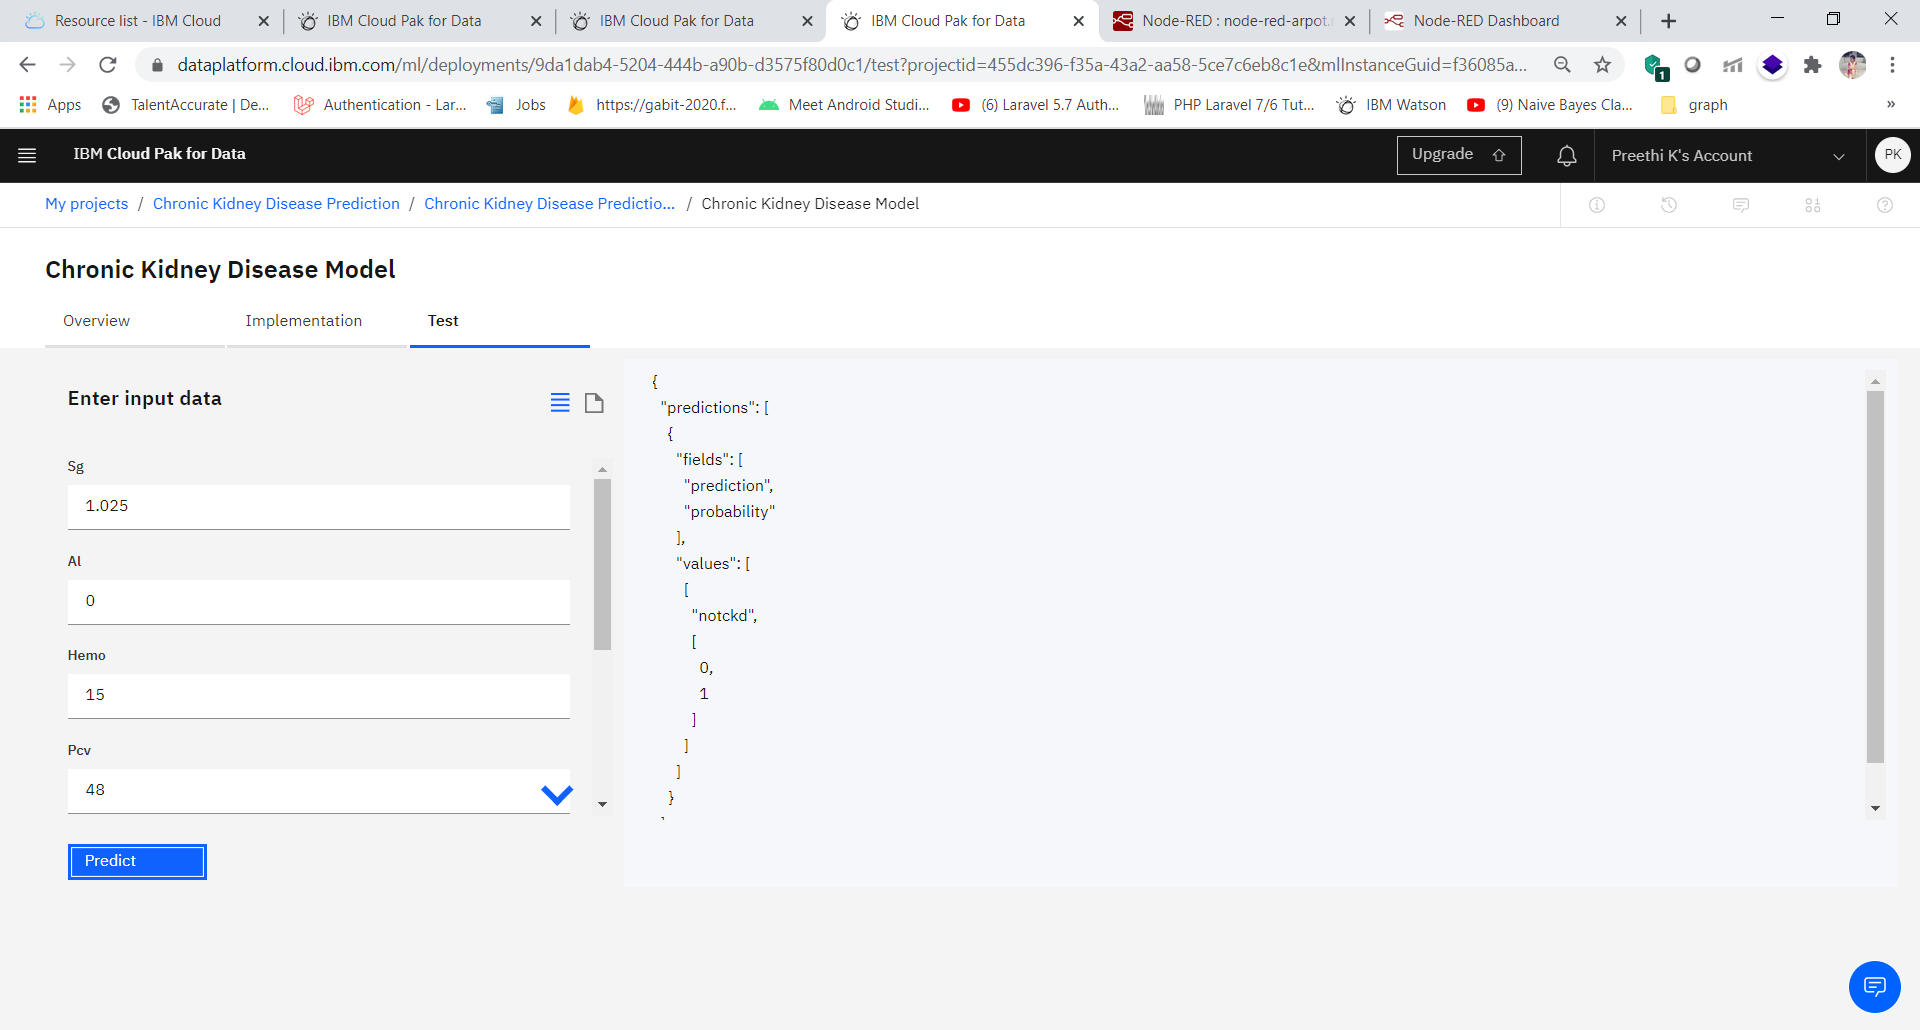 Resource list - IBM Cloud
IBM Cloud Pak for Data
IBM Cloud Pak for Data
IBM Cloud Pak for Data
Node-RED : node-red-arpot.
Node-RED Dashboard
dataplatform.cloud.ibm.com/ml/deployments/9da1dab4-5204-444b-a90b-d3575f80d0c1/test?projectid=455dc396-f35a-43a2-aa58-5ce7c6eb8c1e&mlInstanceGuid=f36085a...
1
Apps
TalentAccurate | De...
Authentication - Lar...
Jobs
https://gabit-2020.f...
Meet Android Studi...
(6) Laravel 5.7 Auth...
PHP Laravel 7/6 Tut...
IBM Watson
(9) Naive Bayes Cla...
graph
»
IBM Cloud Pak for Data
Upgrade
Preethi K's Account
PK
My projects / Chronic Kidney Disease Prediction / Chronic Kidney Disease Predictio... / Chronic Kidney Disease Model
Chronic Kidney Disease Model
Overview
Implementation
Test
Enter input data
Sg
1.025
Al
0
Hemo
15
Pcv
48
Predict
{
"predictions": [
{
"fields": [
"prediction",
"probability"
],
"values": [
[
"notckd",
[
0,
1
]
]
]
}